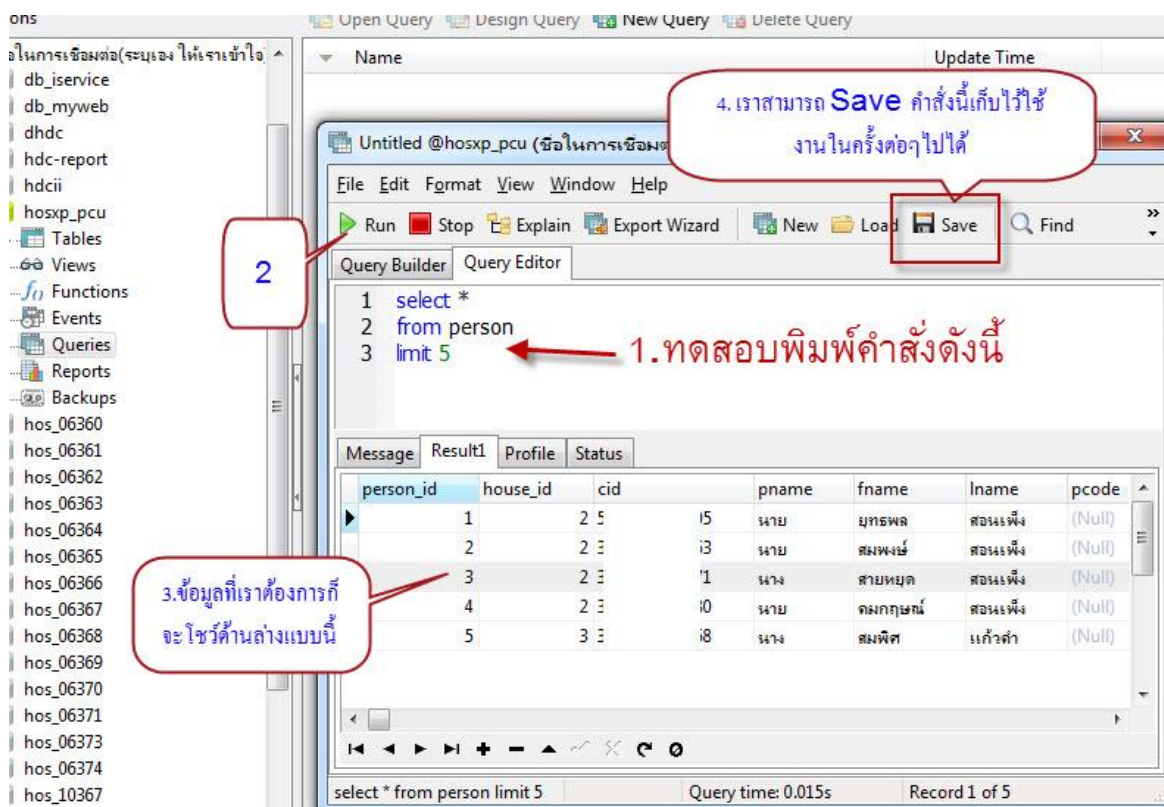 ons
Open Query Design Query New Query Delete Query
อในการเชื่อมต่อ(ระบุเอง ให้เราเข้าใจ)
db_iservice
db_myweb
dhdc
hdc-report
hdcii
hosxp_pcu
Tables
Views
Functions
Events
Queries
Reports
Backups
hos_06360
hos_06361
hos_06362
hos_06363
hos_06364
hos_06365
hos_06366
hos_06367
hos_06368
hos_06369
hos_06370
hos_06371
hos_06373
hos_06374
hos_10367
Name Update Time
4. เราสามารถ Save คำสั่งนี้เก็บไว้ใช้
งานในครั้งต่อๆไปได้
Untitled @hosxp_pcu (ชื่อในการเชื่อมต
File Edit Format View Window Help
Run Stop Explain Export Wizard New Load Save Find
2
Query Builder Query Editor
1 select *
2 from person
3 limit 5
1.ทดสอบพิมพ์คำสั่งดังนี้
Message Result1 Profile Status
person_id house_id cid pname fname lname pcode
1 2 5 05 นาย ยุทธพล สอนเพ็ง (Null)
2 2 3 63 นาย สมพงษ์ สอนเพ็ง (Null)
3 2 3 71 นาง สายหยุด สอนเพ็ง (Null)
4 2 3 30 นาย คมกฤษณ์ สอนเพ็ง (Null)
5 3 3 68 นาง สมพิศ แก้วดำ (Null)
3.ข้อมูลที่เราต้องการก็
จะโชว์ด้านล่างแบบนี้
select * from person limit 5 Query time: 0.015s Record 1 of 5